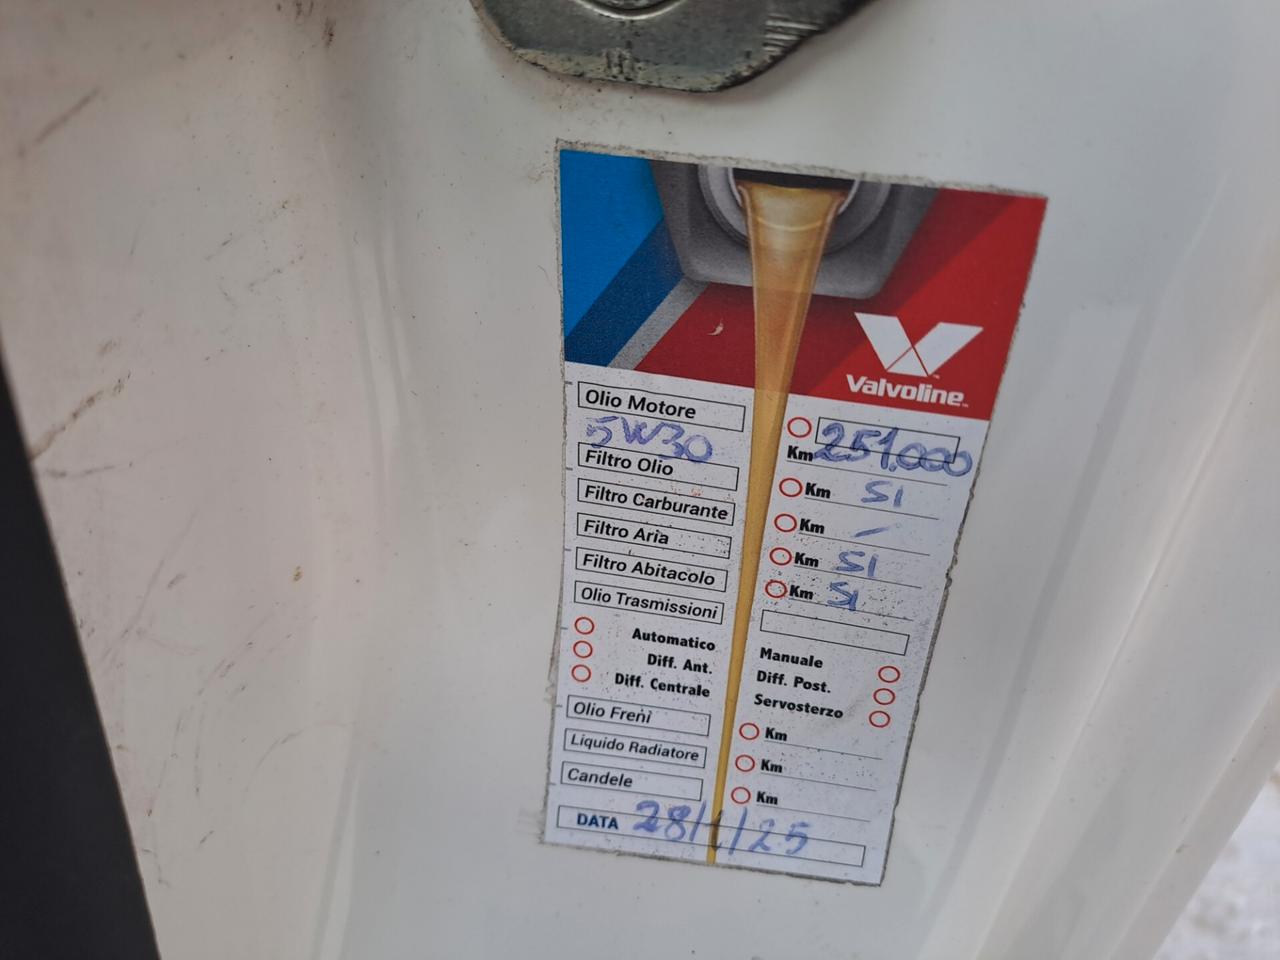 Valvoline™
Olio Motore
5W30
Km 251.000
Filtro Olio
Km SI
Filtro Carburante
Km /
Filtro Aria
Km SI
Filtro Abitacolo
Km SI
Olio Trasmissioni
Automatico
Manuale
Diff. Ant.
Diff. Post.
Diff. Centrale
Servosterzo
Olio Freni
Km
Liquido Radiatore
Km
Candele
Km
DATA 28/1/25